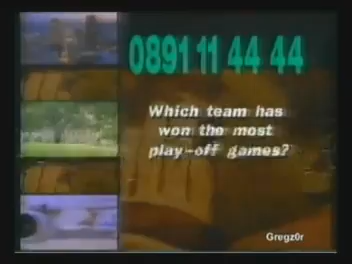 0891 11 44 44
Which team has
won the most
play-off games?
Gregz0r